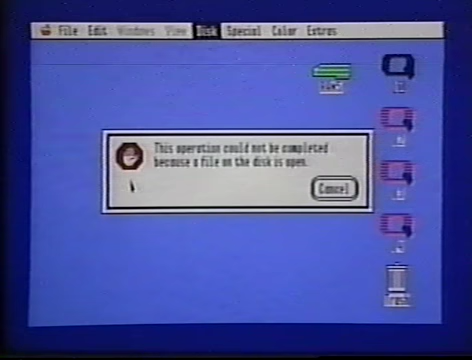 File Edit Windows View Disk Special Color Extras
This operation could not be completed
because a file on the disk is open.
Cancel
Trash